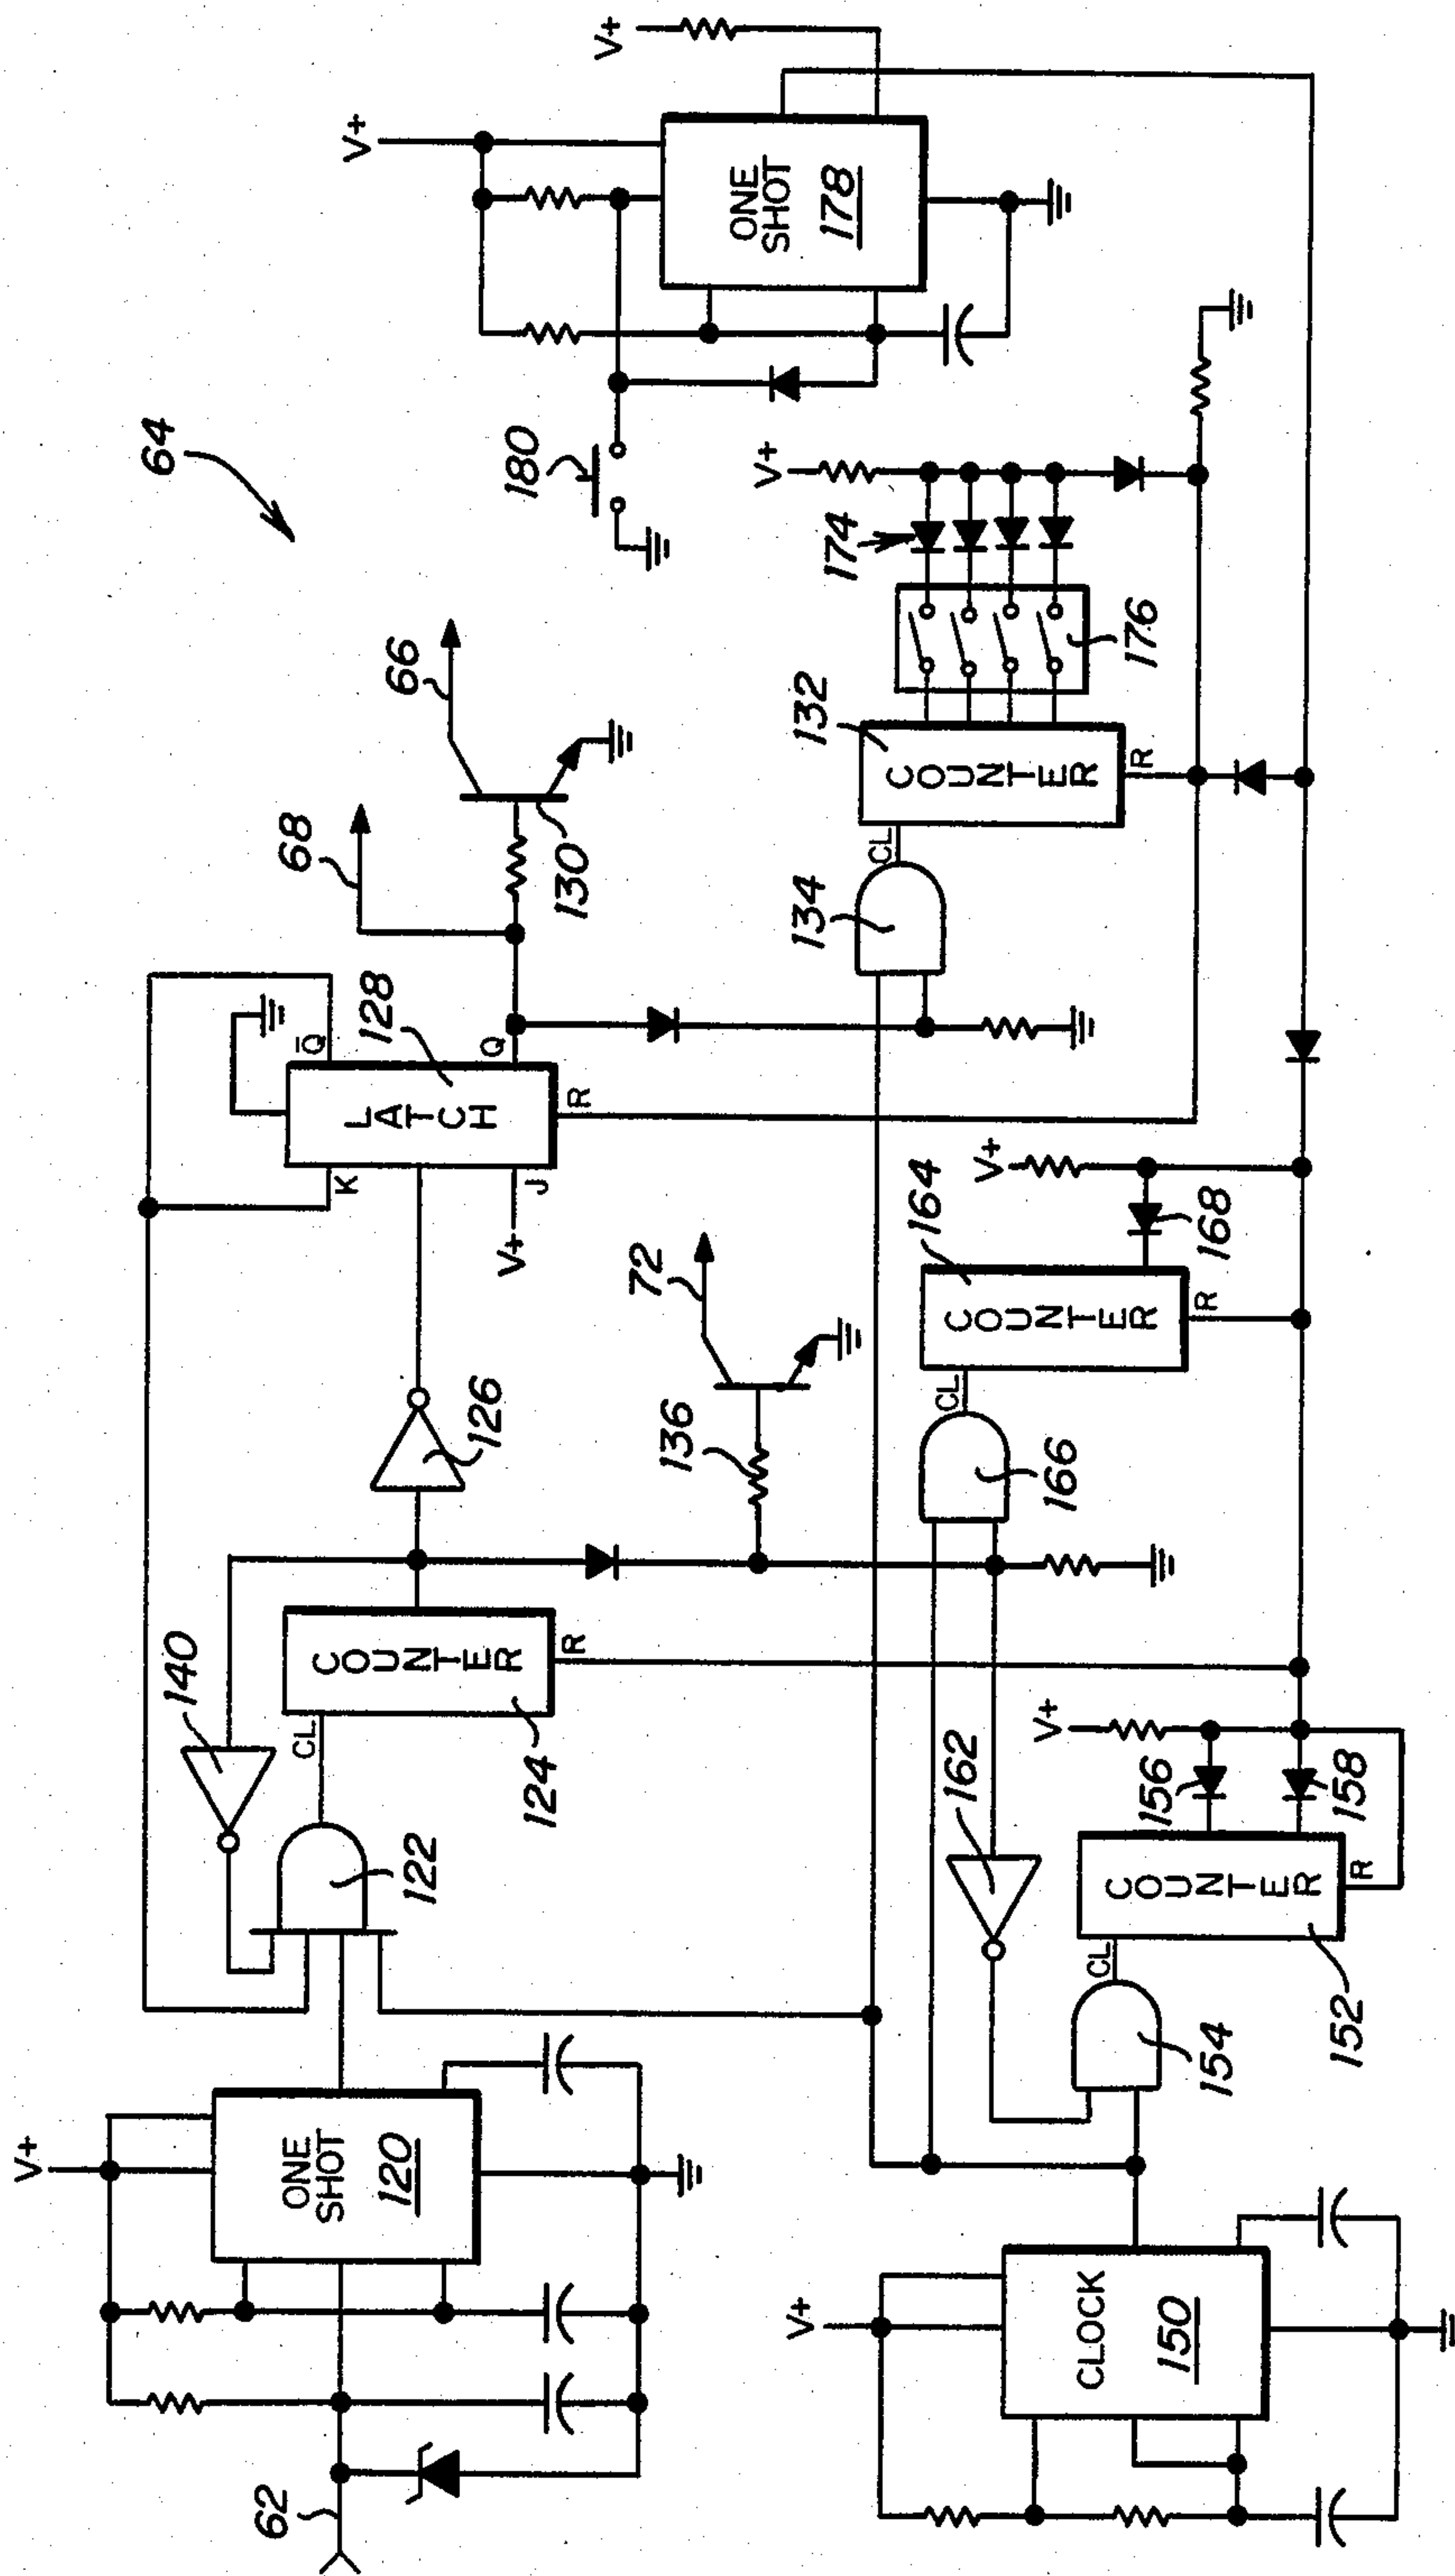 64
V+
ONE
SHOT
120
62
122
140
CL
COUNTER
R
124
126
K
LATCH
128
Q̅
Q
J
V+
R
68
66
130
72
136
180
V+
V+
ONE
SHOT
178
V+
CLOCK
150
154
CL
COUNTER
R
152
162
V+
156
158
166
CL
COUNTER
R
164
V+
168
134
CL
COUNTER
R
132
V+
174
176